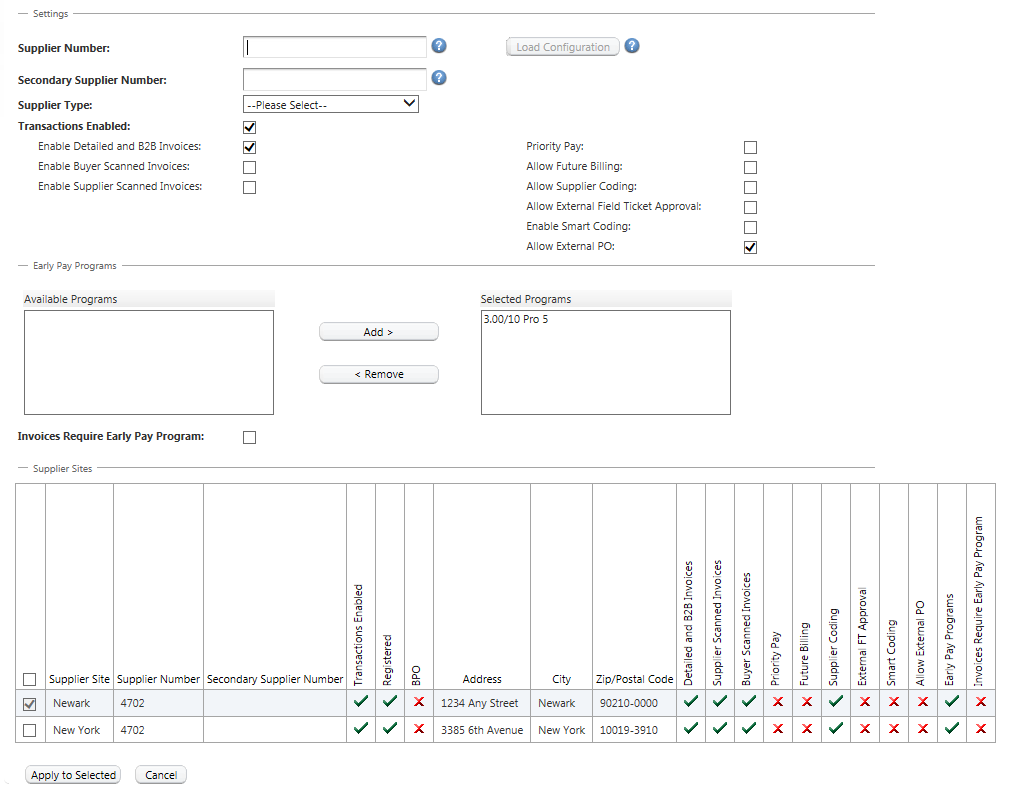 Settings
Supplier Number: ?
Load Configuration ?
Secondary Supplier Number: ?
Supplier Type: --Please Select--
Transactions Enabled:
Enable Detailed and B2B Invoices:
Enable Buyer Scanned Invoices:
Enable Supplier Scanned Invoices:
Priority Pay:
Allow Future Billing:
Allow Supplier Coding:
Allow External Field Ticket Approval:
Enable Smart Coding:
Allow External PO:
Early Pay Programs
Available Programs
Add >
< Remove
Selected Programs
3.00/10 Pro 5
Invoices Require Early Pay Program:
Supplier Sites
Supplier Site Supplier Number Secondary Supplier Number Transactions Enabled Registered BPO Address City Zip/Postal Code Detailed and B2B Invoices Supplier Scanned Invoices Buyer Scanned Invoices Priority Pay Future Billing Supplier Coding External FT Approval Smart Coding Allow External PO Early Pay Programs Invoices Require Early Pay Program
Newark 4702 1234 Any Street Newark 90210-0000
New York 4702 3385 6th Avenue New York 10019-3910
Apply to Selected Cancel